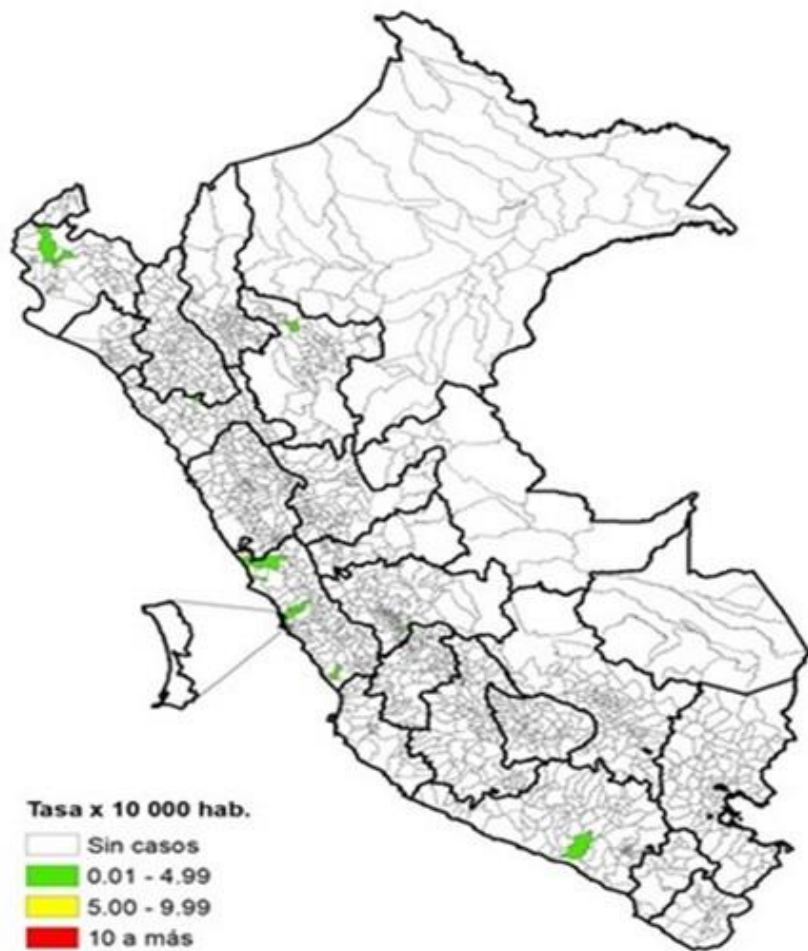 Tasa x 10 000 hab.
Sin casos
0.01 - 4.99
5.00 - 9.99
10 a más